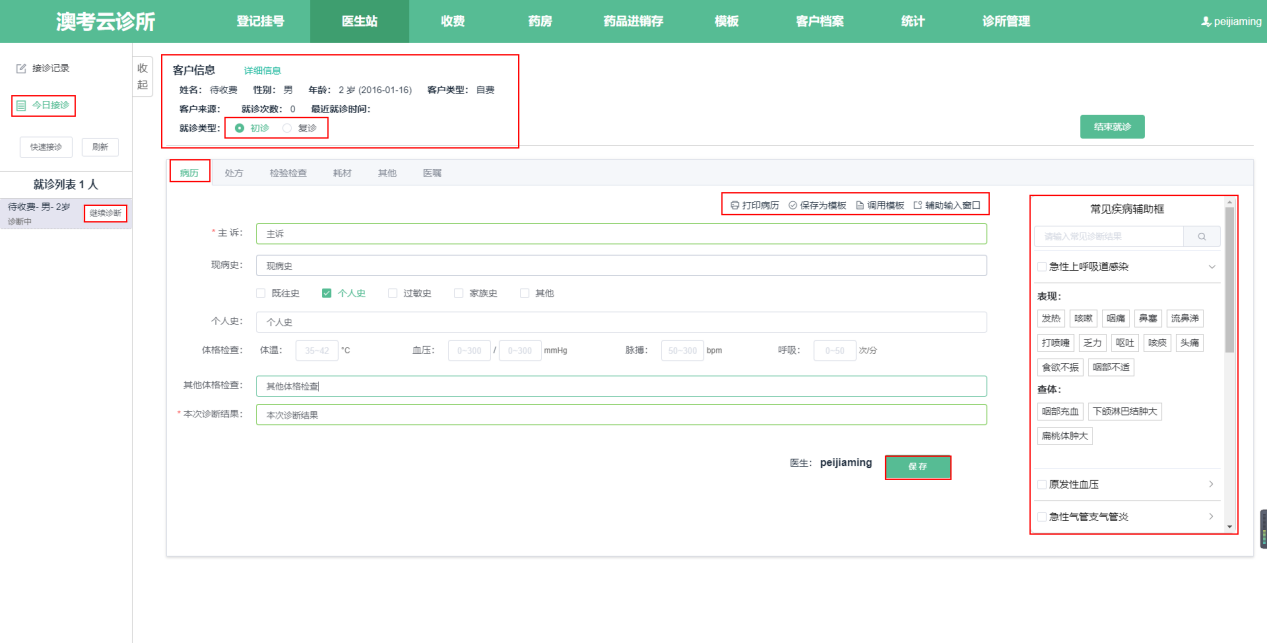 澳考云诊所 登记挂号 医生站 收费 药房 药品进销存 模板 客户档案 统计 诊所管理 peijiaming
接诊记录
今日接诊
快速接诊 刷新
就诊列表 1 人
待收费- 男- 2岁
诊断中
继续诊断
收起
客户信息 详细信息
姓名: 待收费 性别: 男 年龄: 2 岁 (2016-01-16) 客户类型: 自费
客户来源: 就诊次数: 0 最近就诊时间:
就诊类型: 初诊 复诊
结束就诊
病历 处方 检验检查 耗材 其他 医嘱
打印病历 保存为模板 调用模板 辅助输入窗口
* 主 诉: 主诉
现病史: 现病史
既往史 个人史 过敏史 家族史 其他
个人史: 个人史
体格检查: 体温: 35~42 °C 血压: 0~300 / 0~300 mmHg 脉搏: 50~300 bpm 呼吸: 0~50 次/分
其他体格检查: 其他体格检查
* 本次诊断结果: 本次诊断结果
医生: peijiaming 保存
常见疾病辅助框
请输入常见诊断结果
急性上呼吸道感染
表现:
发热 咳嗽 咽痛 鼻塞 流鼻涕
打喷嚏 乏力 呕吐 咳痰 头痛
食欲不振 咽部不适
查体:
咽部充血 下颌淋巴结肿大
扁桃体肿大
原发性血压
急性气管支气管炎